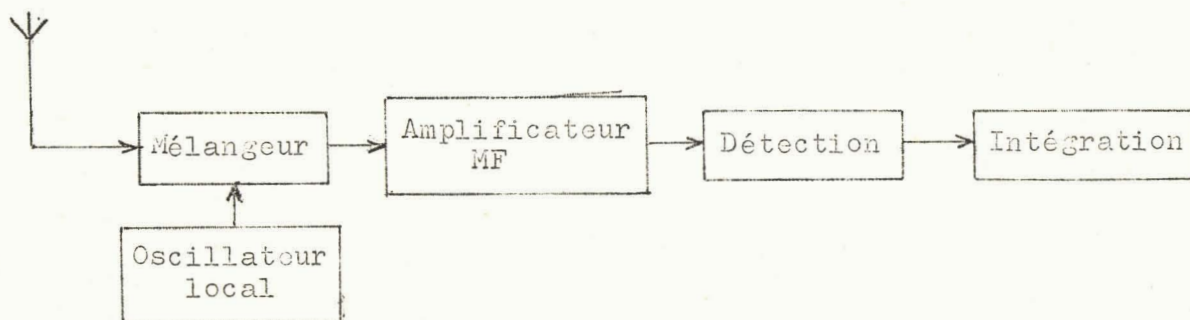 Mélangeur
Amplificateur
MF
Détection
Intégration
Oscillateur
local